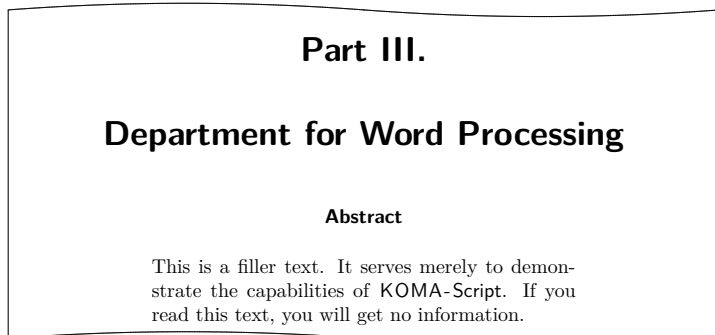 Part III.
Department for Word Processing
Abstract
This is a filler text. It serves merely to demon-
strate the capabilities of KOMA-Script. If you
read this text, you will get no information.